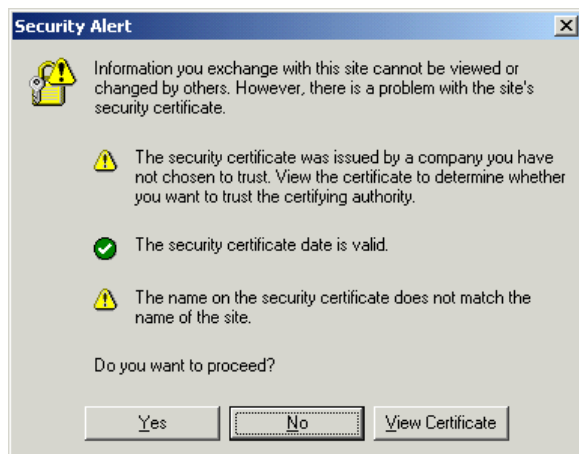 Security Alert
Information you exchange with this site cannot be viewed or
changed by others. However, there is a problem with the site's
security certificate.
The security certificate was issued by a company you have
not chosen to trust. View the certificate to determine whether
you want to trust the certifying authority.
The security certificate date is valid.
The name on the security certificate does not match the
name of the site.
Do you want to proceed?
Yes No View Certificate